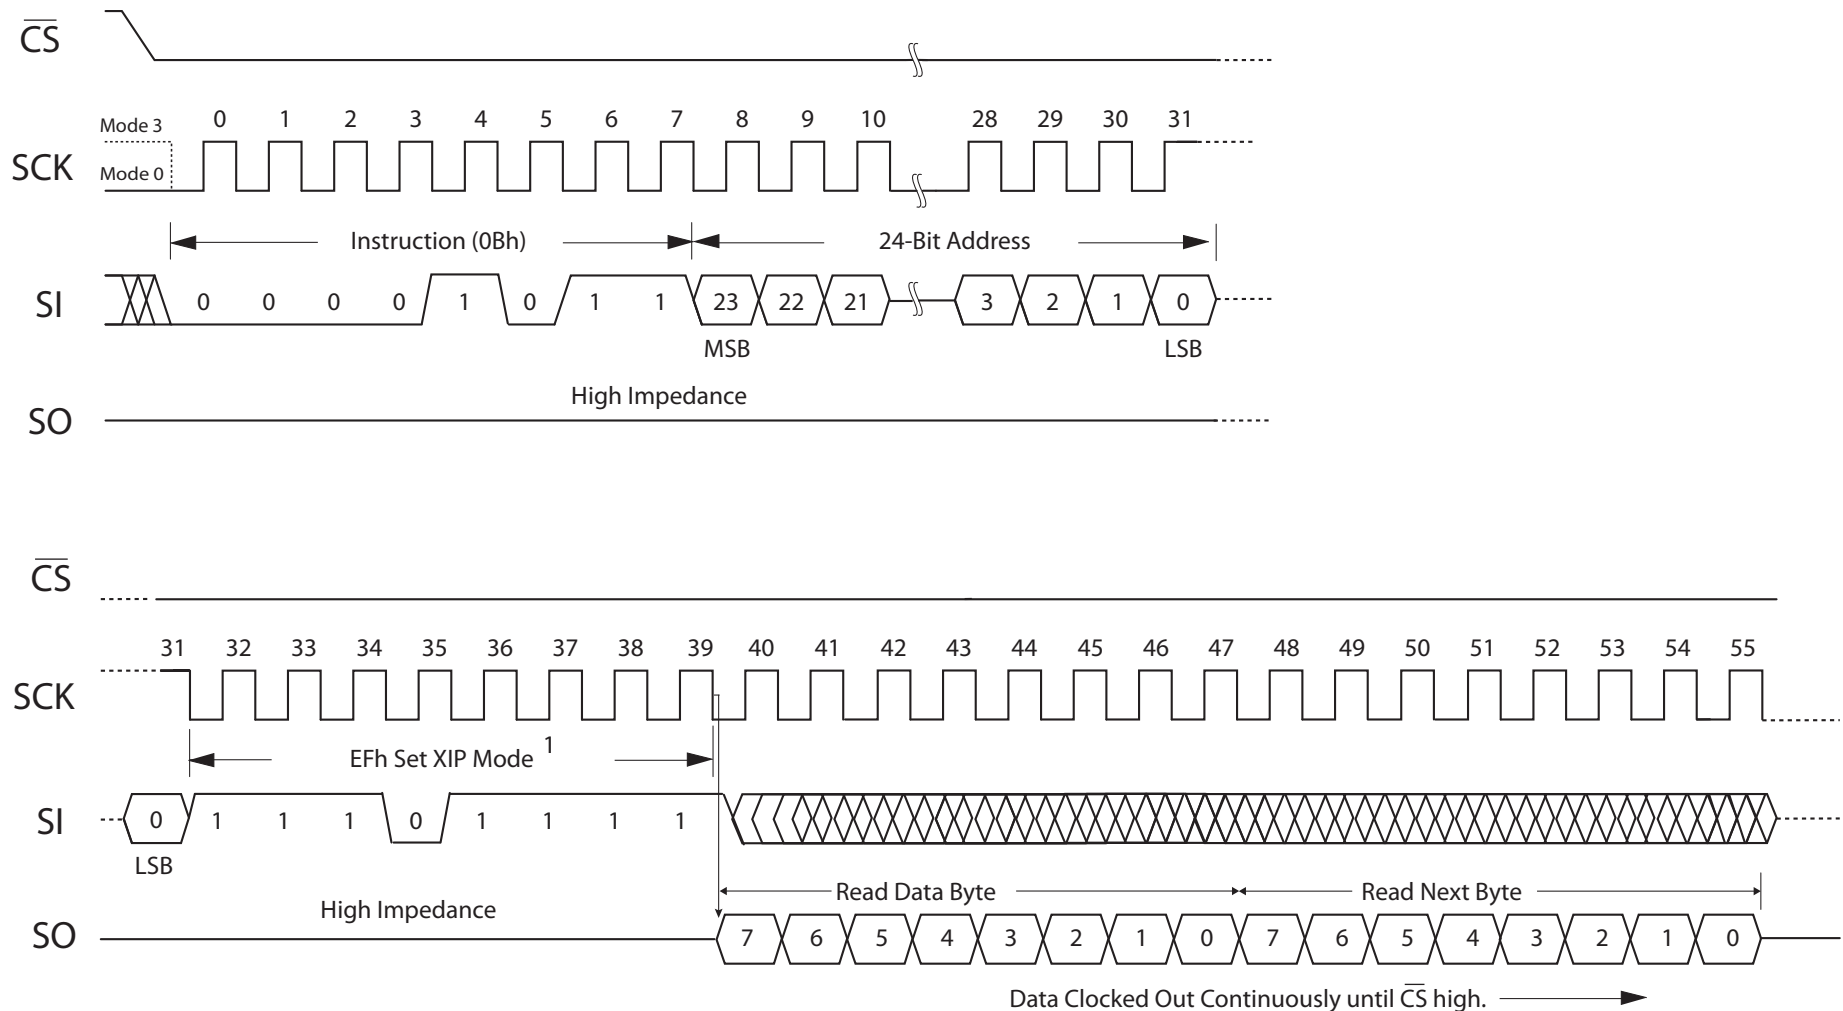 CS
Mode 3 0 1 2 3 4 5 6 7 8 9 10 28 29 30 31
SCK
Mode 0
Instruction (0Bh) 24-Bit Address
SI 0 0 0 0 1 0 1 1 23 22 21 3 2 1 0
MSB LSB
High Impedance
SO
CS
31 32 33 34 35 36 37 38 39 40 41 42 43 44 45 46 47 48 49 50 51 52 53 54 55
SCK
EFh Set XIP Mode 1
SI 0 1 1 1 0 1 1 1 1
LSB
Read Data Byte Read Next Byte
High Impedance
SO 7 6 5 4 3 2 1 0 7 6 5 4 3 2 1 0
Data Clocked Out Continuously until CS high.